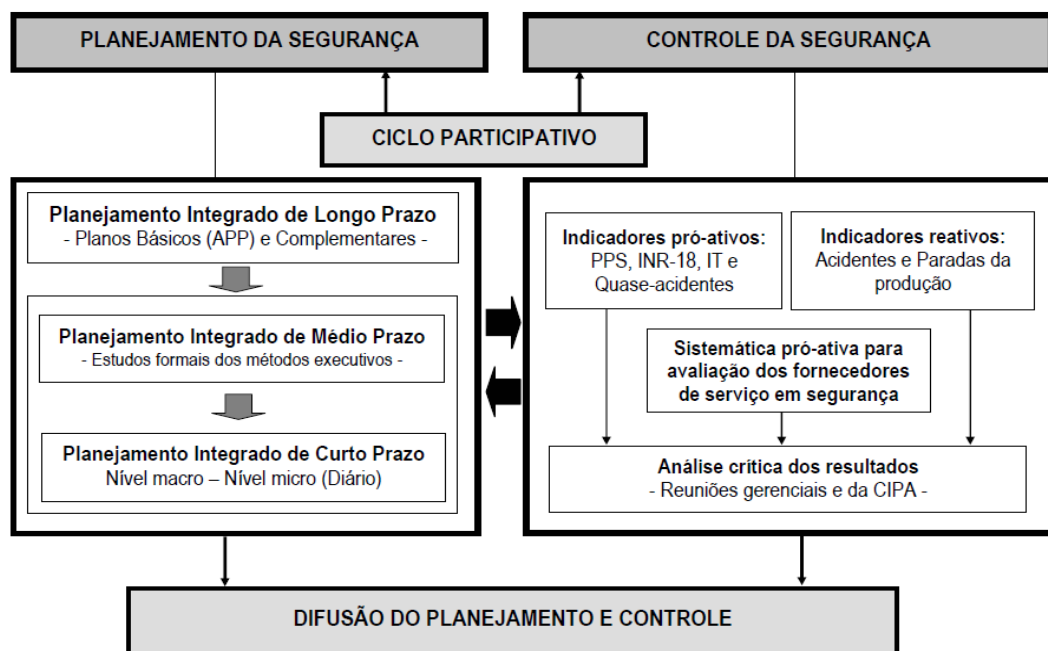 PLANEJAMENTO DA SEGURANÇA
CONTROLE DA SEGURANÇA
CICLO PARTICIPATIVO
Planejamento Integrado de Longo Prazo
- Planos Básicos (APP) e Complementares -
Planejamento Integrado de Médio Prazo
- Estudos formais dos métodos executivos -
Planejamento Integrado de Curto Prazo
Nível macro – Nível micro (Diário)
Indicadores pró-ativos:
PPS, INR-18, IT e
Quase-acidentes
Indicadores reativos:
Acidentes e Paradas da
produção
Sistemática pró-ativa para
avaliação dos fornecedores
de serviço em segurança
Análise crítica dos resultados
- Reuniões gerenciais e da CIPA -
DIFUSÃO DO PLANEJAMENTO E CONTROLE